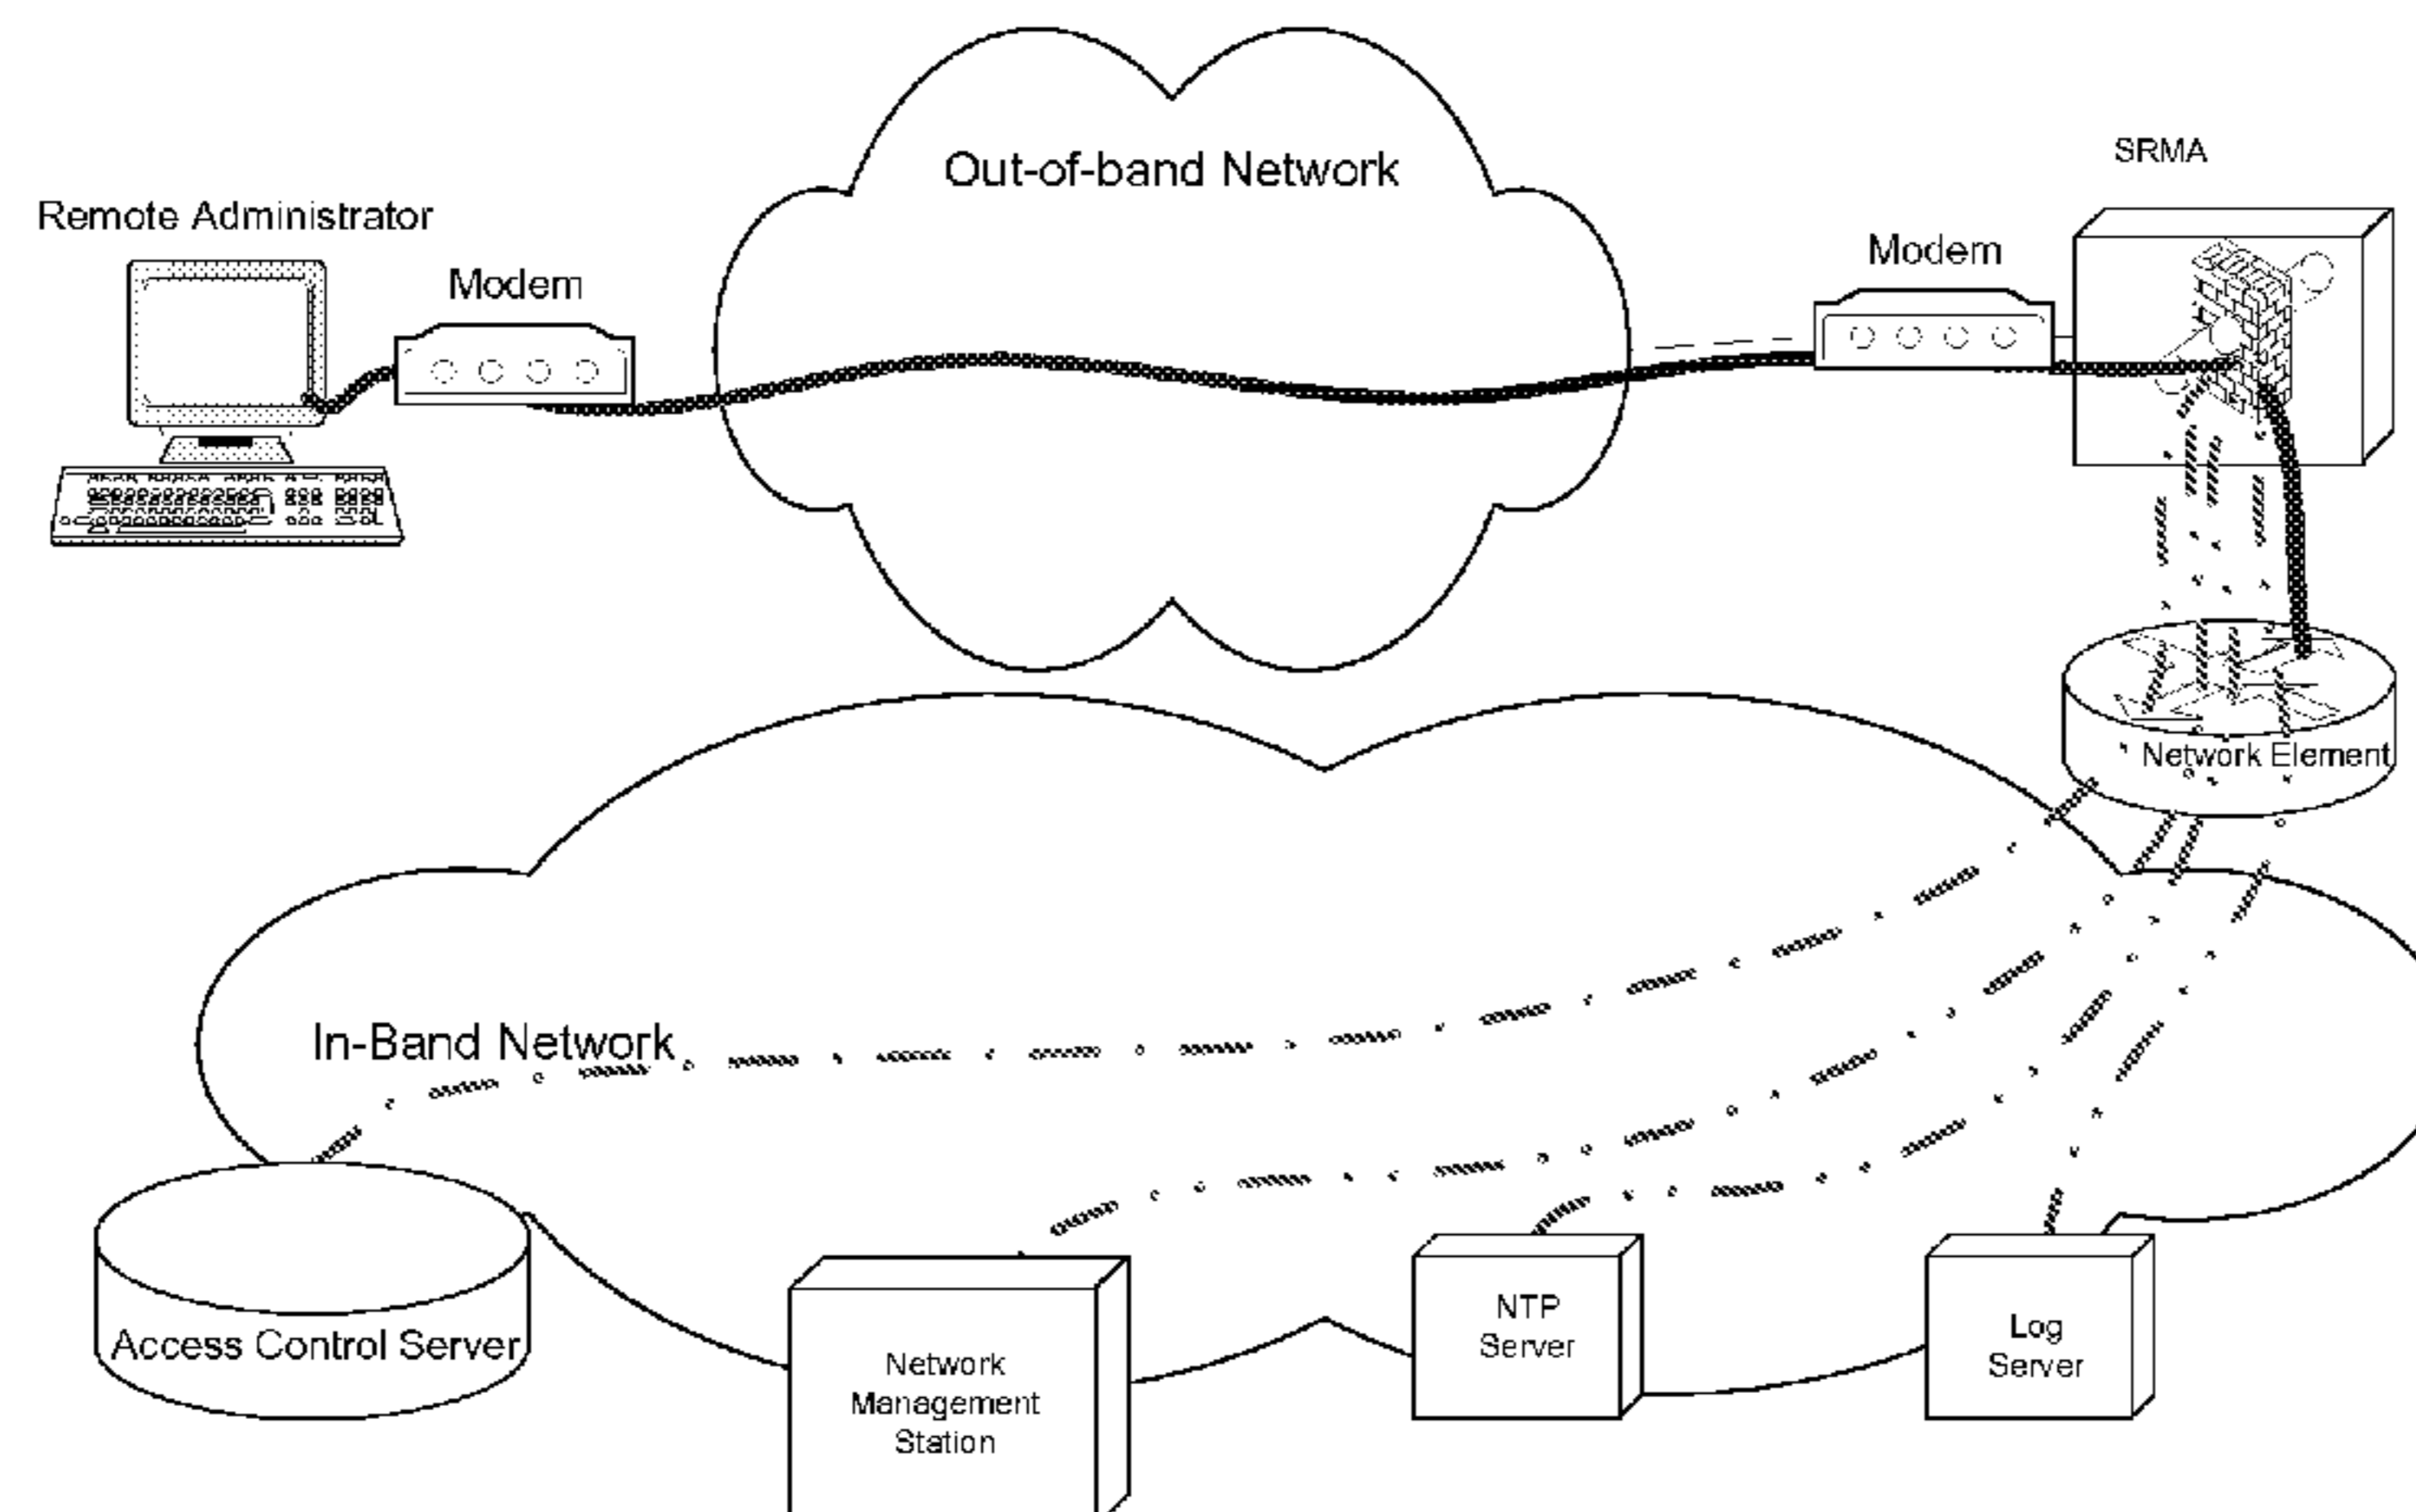 Out-of-band Network
SRMA
Remote Administrator
Modem
Modem
Network Element
In-Band Network
Access Control Server
Network
Management
Station
NTP
Server
Log
Server